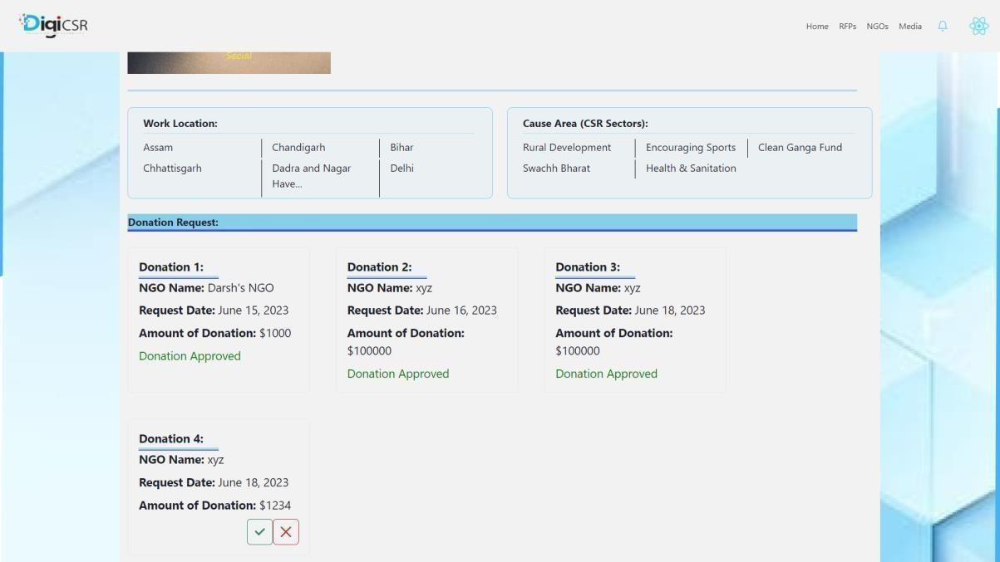 DigiCSR
Home RFPs NGOs Media
Social
Work Location:
Assam Chandigarh Bihar
Chhattisgarh Dadra and Nagar Delhi
Have...
Cause Area (CSR Sectors):
Rural Development Encouraging Sports Clean Ganga Fund
Swachh Bharat Health & Sanitation
Donation Request:
Donation 1:
NGO Name: Darsh's NGO
Request Date: June 15, 2023
Amount of Donation: $1000
Donation Approved
Donation 2:
NGO Name: xyz
Request Date: June 16, 2023
Amount of Donation:
$100000
Donation Approved
Donation 3:
NGO Name: xyz
Request Date: June 18, 2023
Amount of Donation:
$100000
Donation Approved
Donation 4:
NGO Name: xyz
Request Date: June 18, 2023
Amount of Donation: $1234